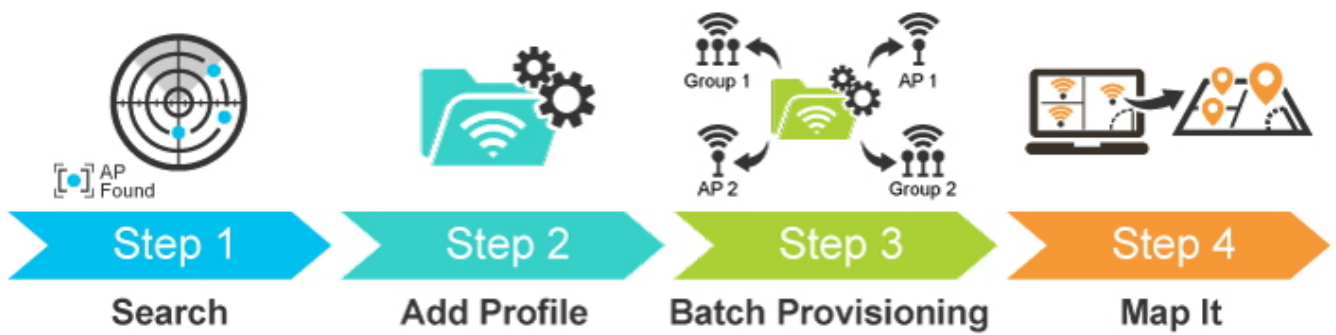 AP
Found
Group 1
AP 1
AP 2
Group 2
Step 1
Step 2
Step 3
Step 4
Search
Add Profile
Batch Provisioning
Map It